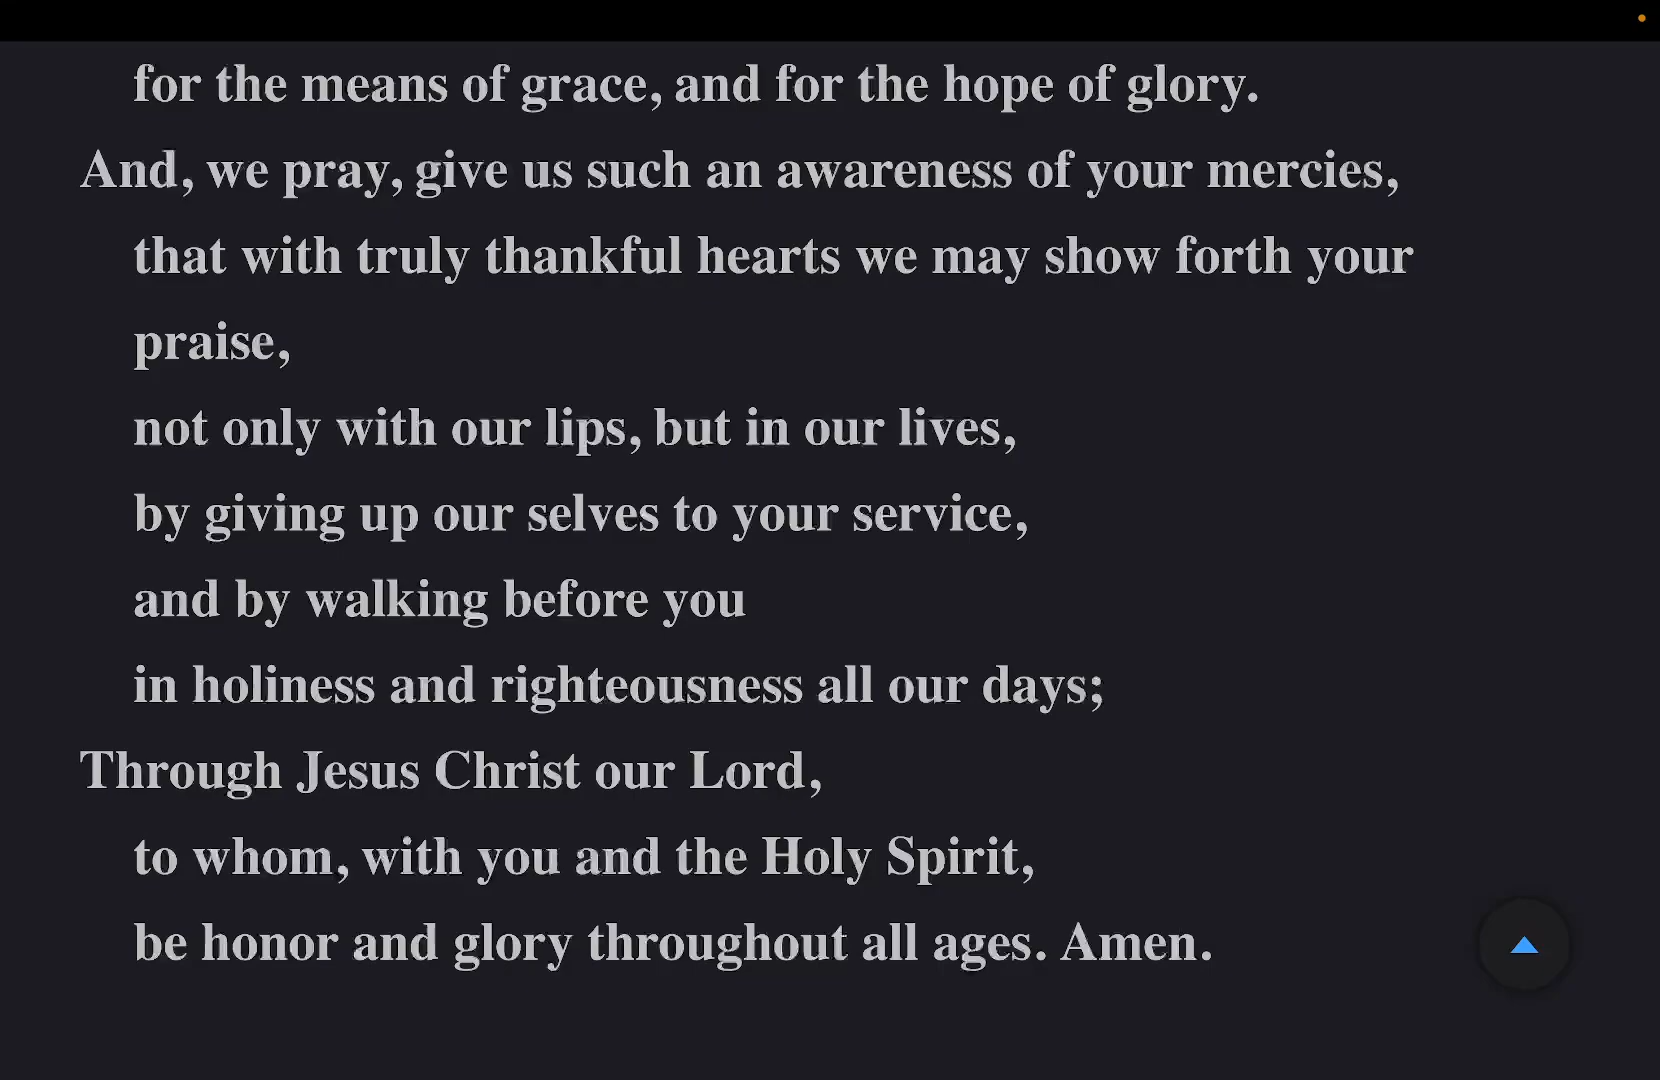 for the means of grace, and for the hope of glory.
And, we pray, give us such an awareness of your mercies,
that with truly thankful hearts we may show forth your
praise,
not only with our lips, but in our lives,
by giving up our selves to your service,
and by walking before you
in holiness and righteousness all our days;
Through Jesus Christ our Lord,
to whom, with you and the Holy Spirit,
be honor and glory throughout all ages. Amen.